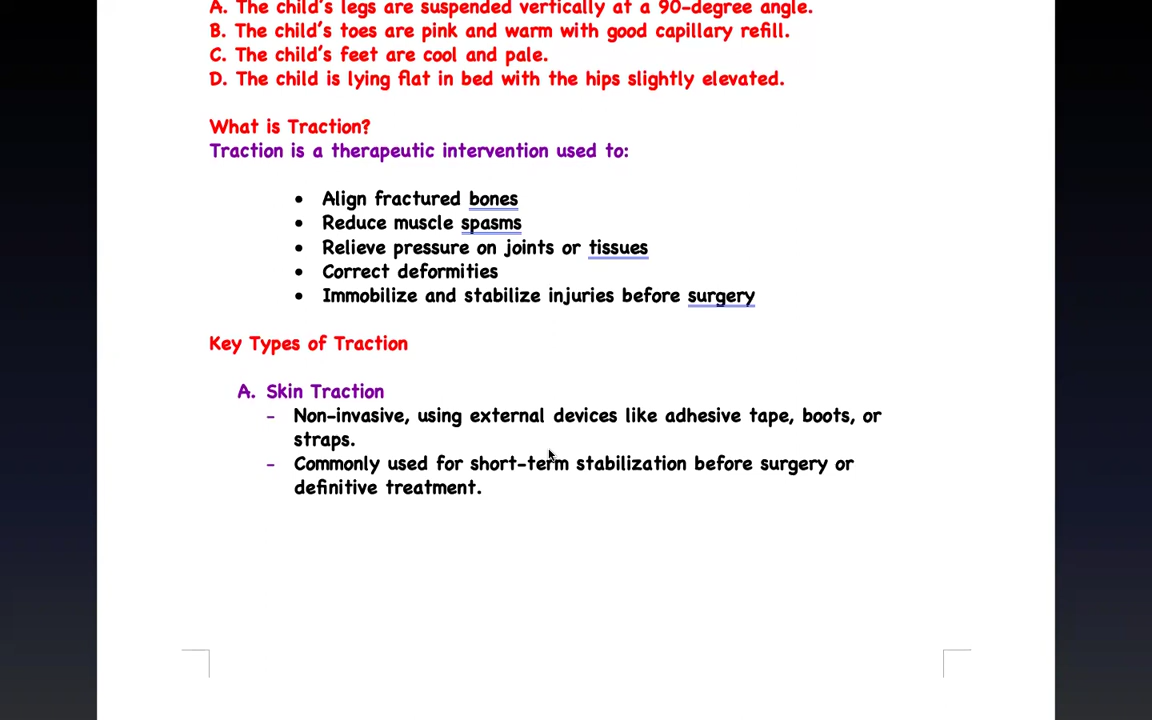 A. The child's legs are suspended vertically at a 90-degree angle.
B. The child's toes are pink and warm with good capillary refill.
C. The child's feet are cool and pale.
D. The child is lying flat in bed with the hips slightly elevated.
What is Traction?
Traction is a therapeutic intervention used to:
• Align fractured bones
• Reduce muscle spasms
• Relieve pressure on joints or tissues
• Correct deformities
• Immobilize and stabilize injuries before surgery
Key Types of Traction
A. Skin Traction
- Non-invasive, using external devices like adhesive tape, boots, or
straps.
- Commonly used for short-term stabilization before surgery or
definitive treatment.